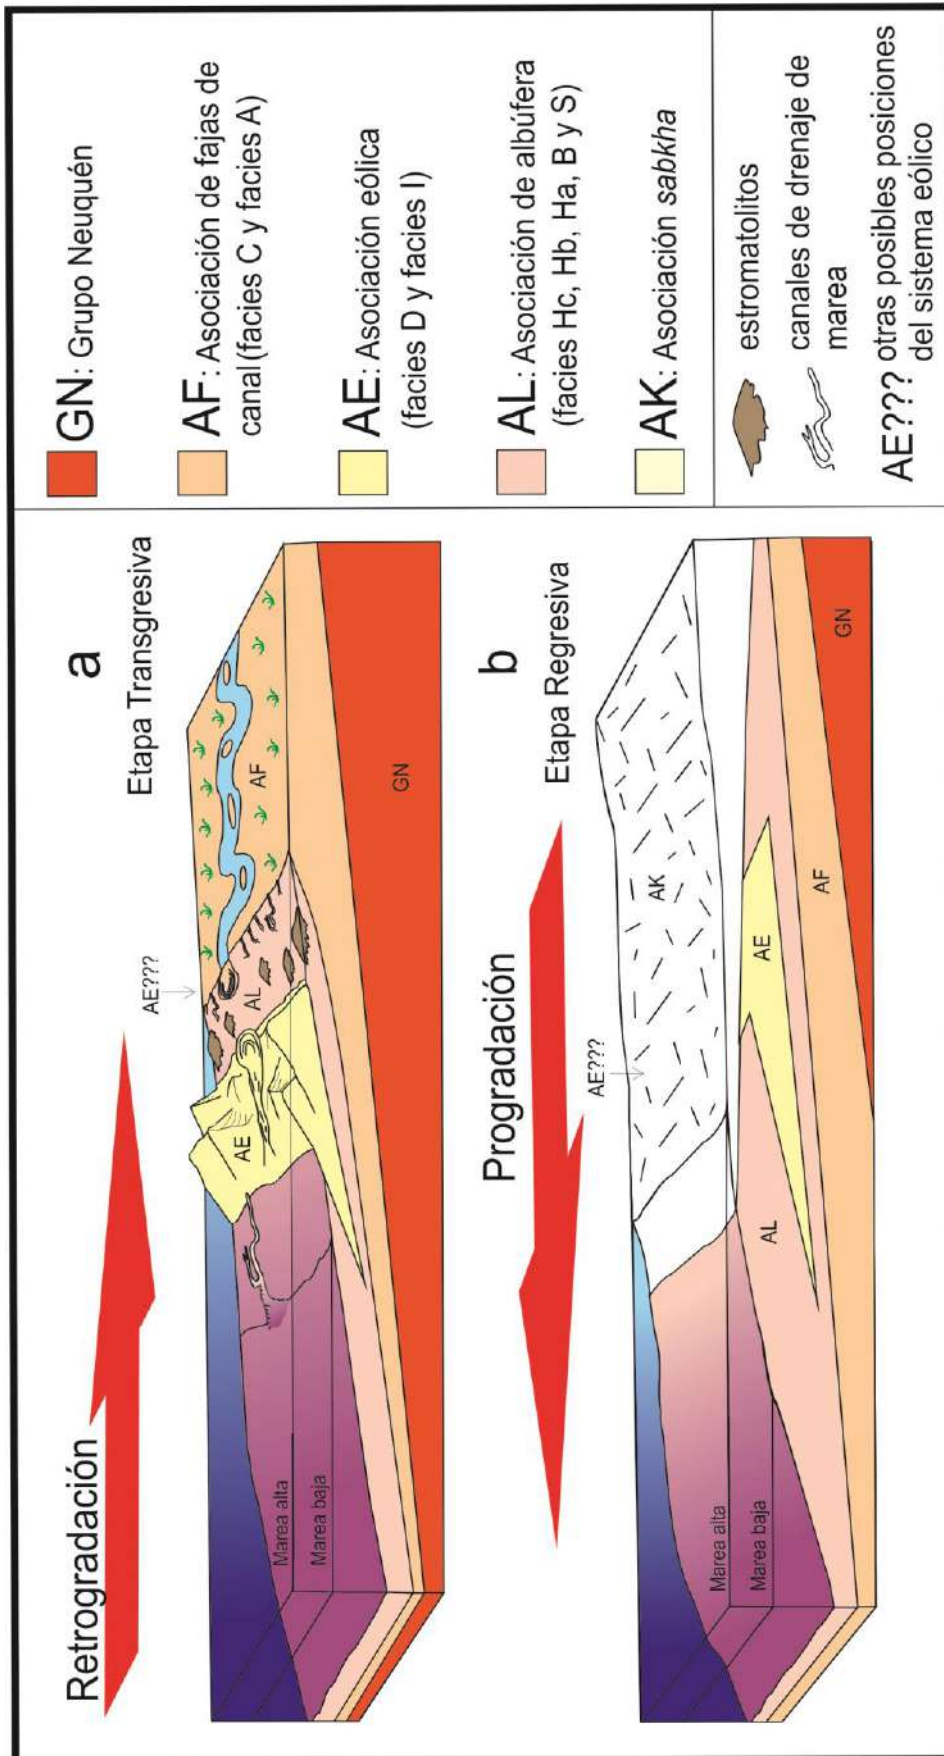 a
Etapa Transgresiva
Retrogradación
AE???
AF
AL
AE
GN
Marea alta
Marea baja
b
Etapa Regresiva
Progradación
AE???
AK
AE
AL
AF
GN
Marea alta
Marea baja
GN: Grupo Neuquén
AF: Asociación de fajas de
canal (facies C y facies A)
AE: Asociación eólica
(facies D y facies I)
AL: Asociación de albúfera
(facies Hc, Hb, Ha, B y S)
AK: Asociación sabkha
estromatolitos
canales de drenaje de
marea
AE??? otras posibles posiciones
del sistema eólico